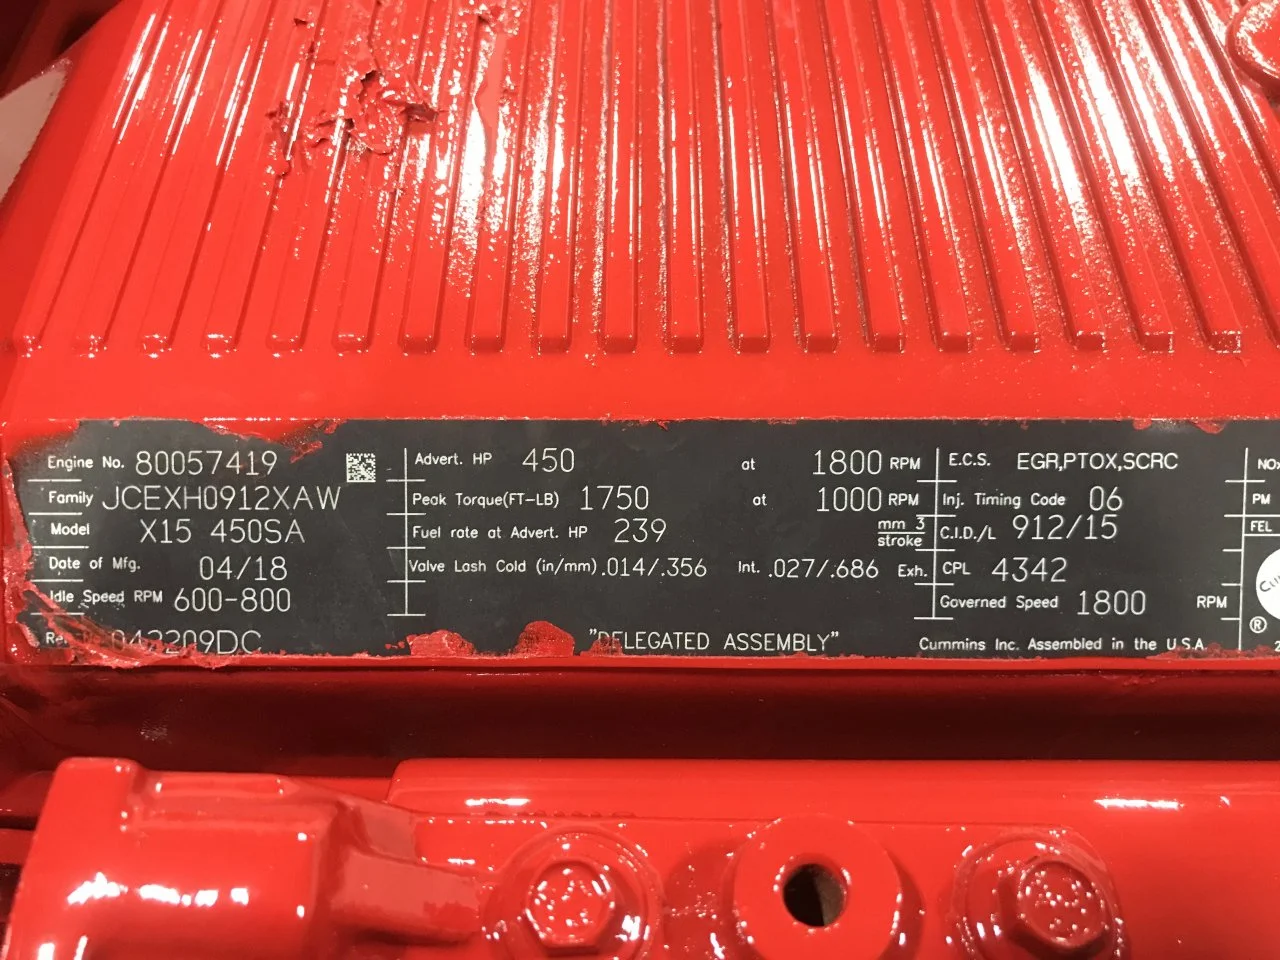 Engine No. 80057419
Family JCEXH0912XAW
Model X15 450SA
Date of Mfg. 04/18
Idle Speed RPM 600-800
042209DC
Advert. HP 450 at 1800 RPM
Peak Torque(FT-LB) 1750 at 1000 RPM
Fuel rate at Advert. HP 239 mm 3 stroke
Valve Lash Cold (in/mm) .014/.356 Int. .027/.686 Exh.
"DELEGATED ASSEMBLY"
E.C.S. EGR,PTOX,SCRC
Inj. Timing Code 06
C.I.D./L 912/15
CPL 4342
Governed Speed 1800 RPM
Cummins Inc. Assembled in the U.S.A.
NOx
PM
FEL
®